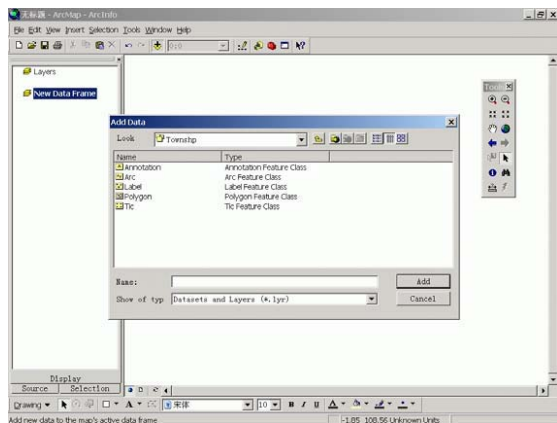 无标题 - ArcMap - ArcInfo
File Edit View Insert Selection Tools Window Help
0:0
Layers
New Data Frame
Tools
Add Data
Look Townshp
Name Type
Annotation Annotation Feature Class
Arc Arc Feature Class
Label Label Feature Class
Polygon Polygon Feature Class
Tic Tic Feature Class
Name: Add
Show of typ Datasets and Layers (*.lyr) Cancel
Display
Source Selection
Drawing A 宋体 10 B I U A
Add new data to the map's active data frame -1.85 108.56 Unknown Units